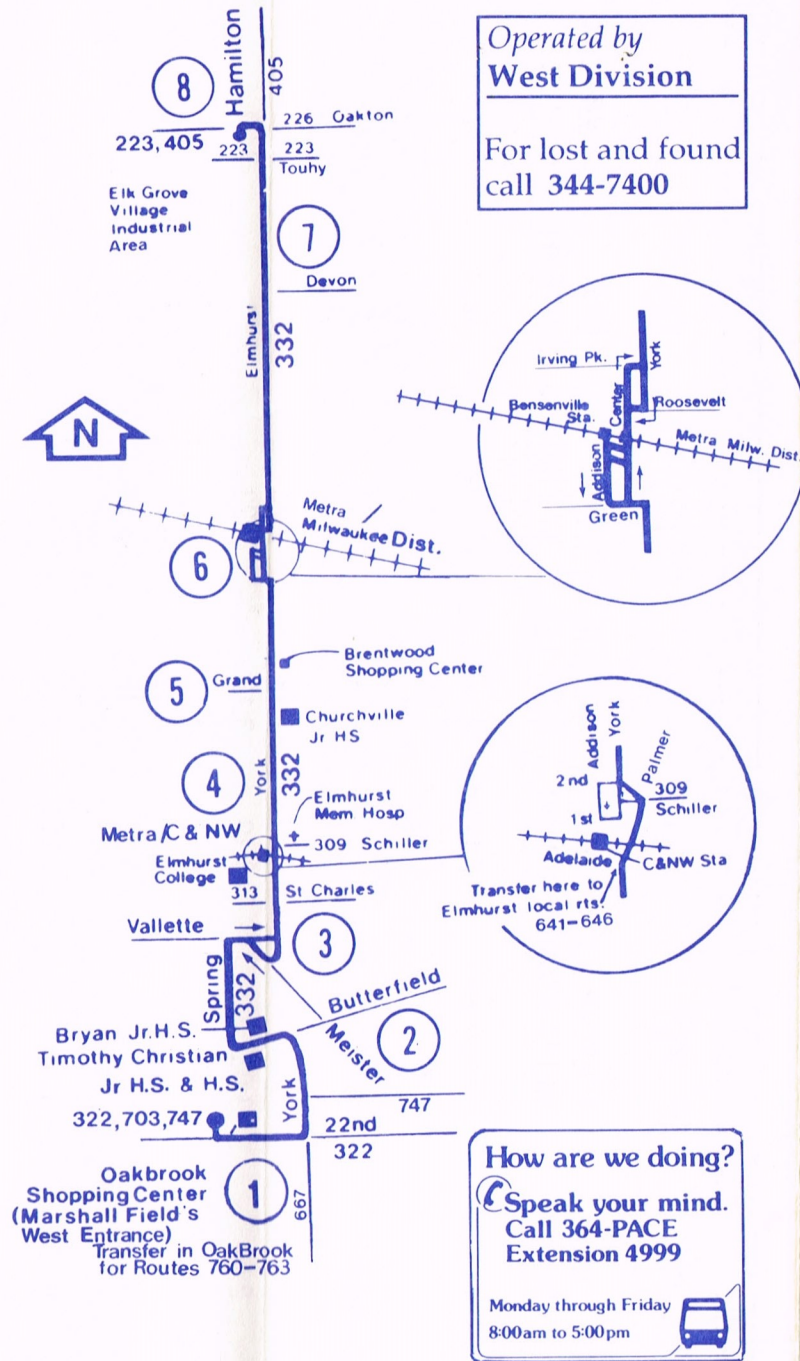 Hamilton
405
8
223,405
223
226 Oakton
223
Touhy
Elk Grove
Village
Industrial
Area
7
Devon
Elmhurst
332
N
Operated by
West Division
For lost and found
call 344-7400
Irving Pk.
York
Center
Bensenville
Sta.
Roosevelt
Metra Milw. Dist.
Addison
Green
Metra
Milwaukee Dist.
6
Brentwood
Shopping Center
5
Grand
Churchville
Jr HS
4
York
332
Elmhurst
Mem Hosp
Metra/C & NW
309 Schiller
Elmhurst
College
313
St Charles
Addison
York
Palmer
2nd
309
Schiller
1st
Adelaide
C&NW Sta
Transfer here to
Elmhurst local rts.
641-646
Vallette
3
Spring
332
Butterfield
Meister
2
Bryan Jr.H.S.
Timothy Christian
Jr H.S. & H.S.
York
747
322,703,747
22nd
322
1
667
Oakbrook
Shopping Center
(Marshall Field's
West Entrance)
Transfer in OakBrook
for Routes 760-763
How are we doing?
Speak your mind.
Call 364-PACE
Extension 4999
Monday through Friday
8:00am to 5:00pm